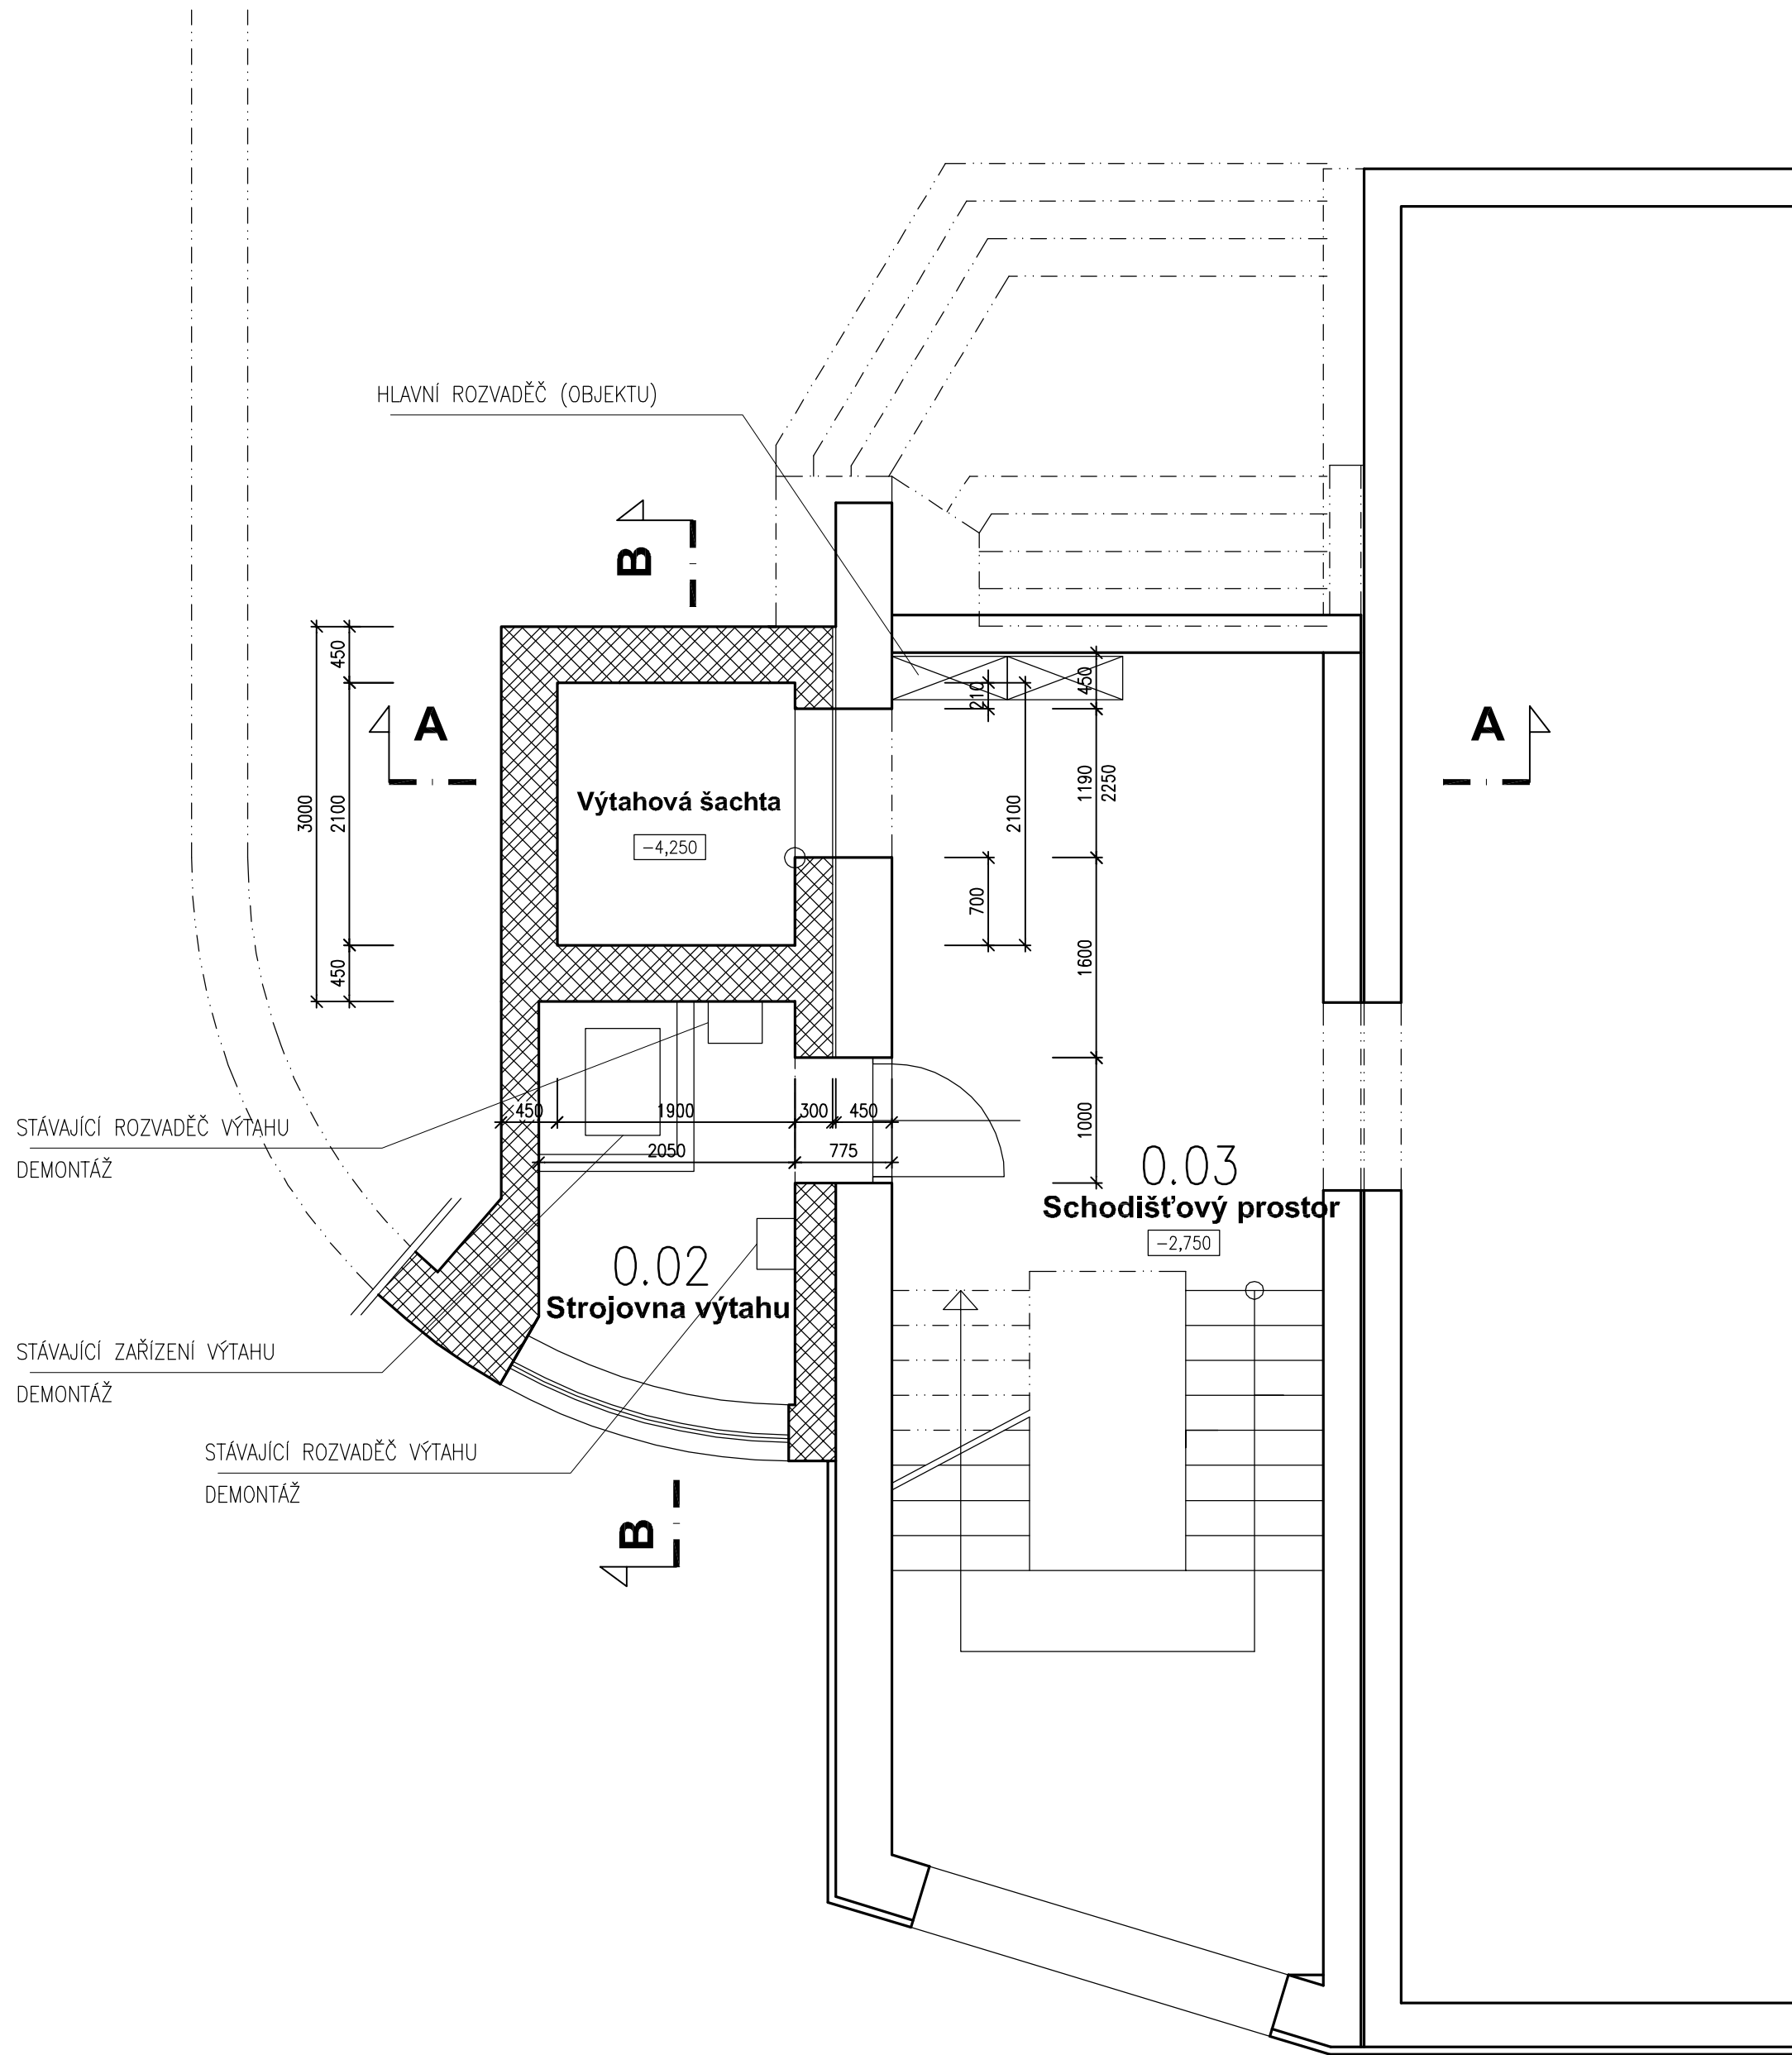 HLAVNÍ ROZVADĚČ (OBJEKTU)
B
450
3000
2100
450
A
A
Výtahová šachta
-4,250
210
450
1190
2250
2100
700
1600
1000
450
1900
300
450
2050
775
STÁVAJÍCÍ ROZVADĚČ VÝTAHU
DEMONTÁŽ
0.03
Schodišťový prostor
-2,750
0.02
Strojovna výtahu
STÁVAJÍCÍ ZAŘÍZENÍ VÝTAHU
DEMONTÁŽ
STÁVAJÍCÍ ROZVADĚČ VÝTAHU
DEMONTÁŽ
B